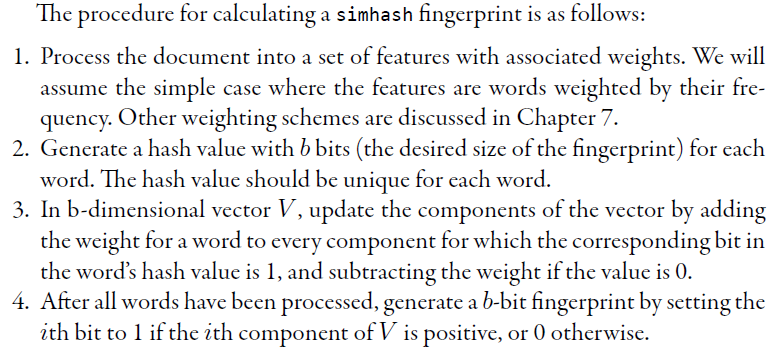 The procedure for calculating a simhash fingerprint is as follows:
1. Process the document into a set of features with associated weights. We will
assume the simple case where the features are words weighted by their fre-
quency. Other weighting schemes are discussed in Chapter 7.
2. Generate a hash value with b bits (the desired size of the fingerprint) for each
word. The hash value should be unique for each word.
3. In b-dimensional vector V, update the components of the vector by adding
the weight for a word to every component for which the corresponding bit in
the word’s hash value is 1, and subtracting the weight if the value is 0.
4. After all words have been processed, generate a b-bit fingerprint by setting the
ith bit to 1 if the ith component of V is positive, or 0 otherwise.